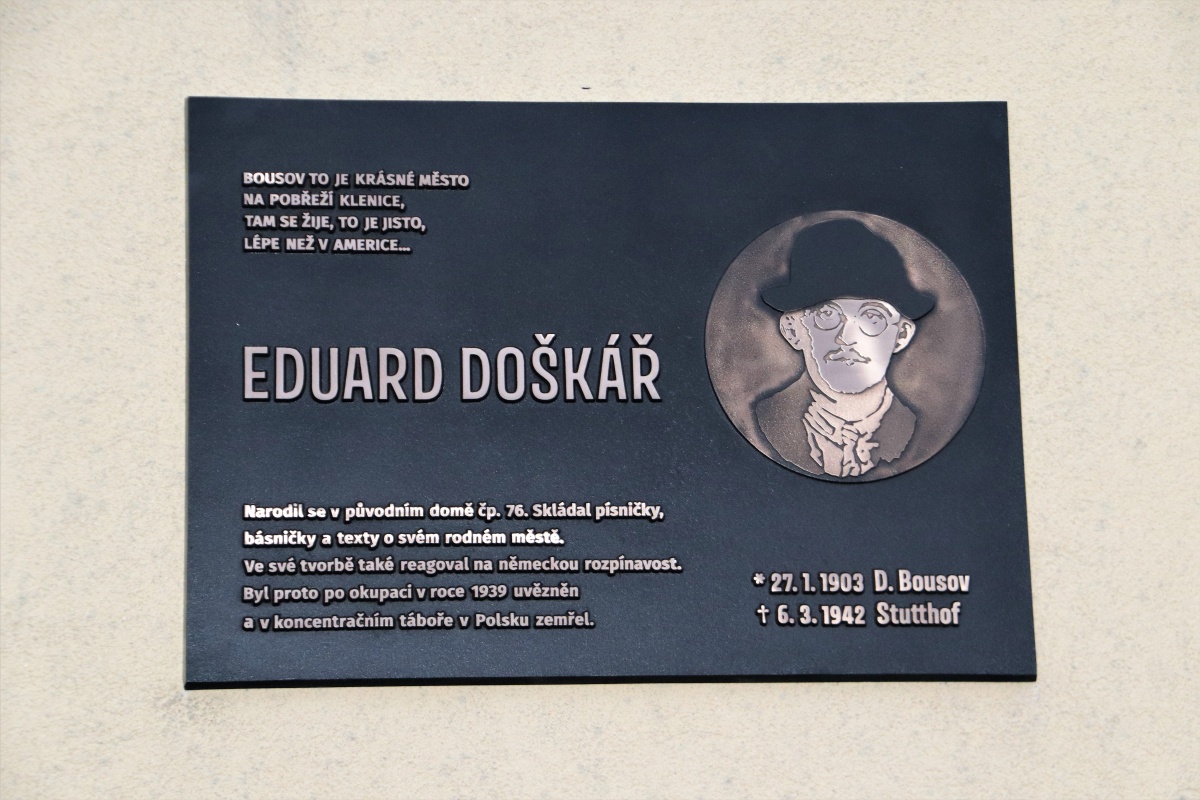 BOUSOV TO JE KRÁSNÉ MĚSTO
NA POBŘEŽÍ KLENICE,
TAM SE ŽIJE, TO JE JISTO,
LÉPE NEŽ V AMERICE...
EDUARD DOŠKÁŘ
Narodil se v původním domě čp. 76. Skládal písničky,
básničky a texty o svém rodném městě.
Ve své tvorbě také reagoval na německou rozpínavost.
Byl proto po okupaci v roce 1939 uvězněn
a v koncentračním táboře v Polsku zemřel.
* 27. 1. 1903 D. Bousov
† 6. 3. 1942 Stutthof